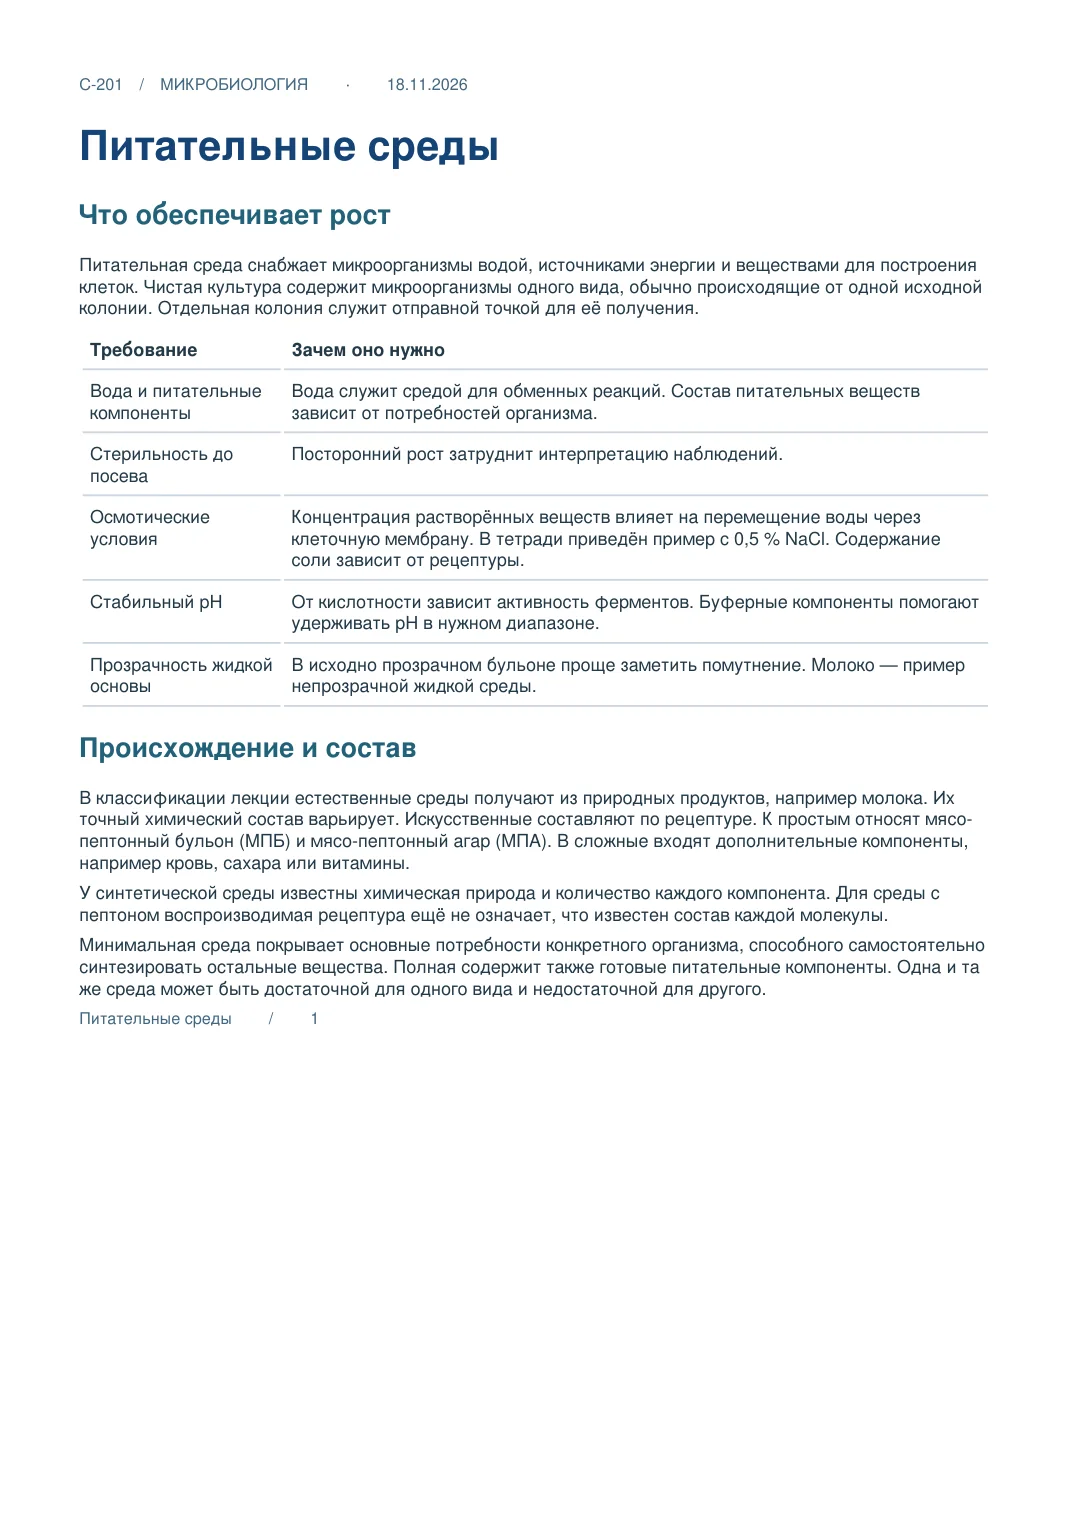 С-201 / МИКРОБИОЛОГИЯ · 18.11.2026
Питательные среды
Что обеспечивает рост
Питательная среда снабжает микроорганизмы водой, источниками энергии и веществами для построения
клеток. Чистая культура содержит микроорганизмы одного вида, обычно происходящие от одной исходной
колонии. Отдельная колония служит отправной точкой для её получения.
Требование Зачем оно нужно
Вода и питательные
компоненты
Вода служит средой для обменных реакций. Состав питательных веществ
зависит от потребностей организма.
Стерильность до
посева
Посторонний рост затруднит интерпретацию наблюдений.
Осмотические
условия
Концентрация растворённых веществ влияет на перемещение воды через
клеточную мембрану. В тетради приведён пример с 0,5 % NaCl. Содержание
соли зависит от рецептуры.
Стабильный pH
От кислотности зависит активность ферментов. Буферные компоненты помогают
удерживать pH в нужном диапазоне.
Прозрачность жидкой
основы
В исходно прозрачном бульоне проще заметить помутнение. Молоко — пример
непрозрачной жидкой среды.
Происхождение и состав
В классификации лекции естественные среды получают из природных продуктов, например молока. Их
точный химический состав варьирует. Искусственные составляют по рецептуре. К простым относят мясо-
пептонный бульон (МПБ) и мясо-пептонный агар (МПА). В сложные входят дополнительные компоненты,
например кровь, сахара или витамины.
У синтетической среды известны химическая природа и количество каждого компонента. Для среды с
пептоном воспроизводимая рецептура ещё не означает, что известен состав каждой молекулы.
Минимальная среда покрывает основные потребности конкретного организма, способного самостоятельно
синтезировать остальные вещества. Полная содержит также готовые питательные компоненты. Одна и та
же среда может быть достаточной для одного вида и недостаточной для другого.
Питательные среды / 1